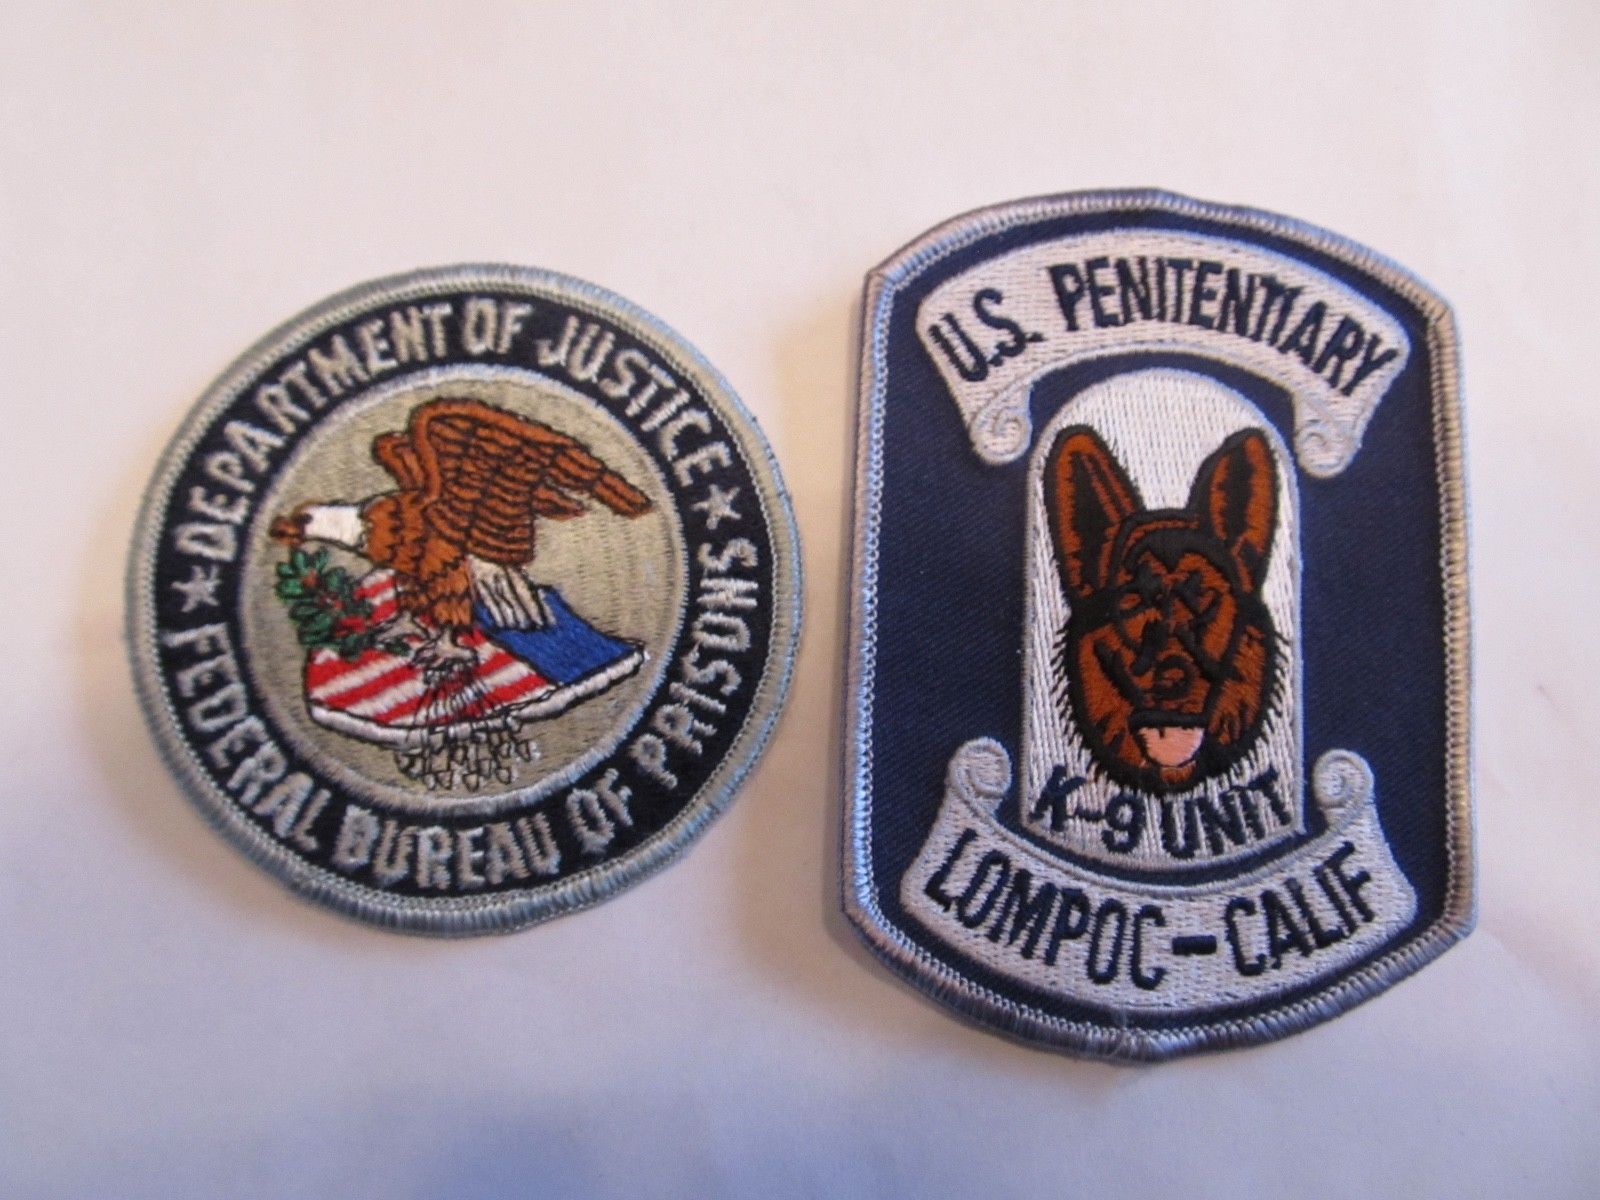 DEPARTMENT OF JUSTICE
FEDERAL BUREAU OF PRISONS
U.S. PENITENTIARY
K-9 UNIT
LOMPOC-CALIF